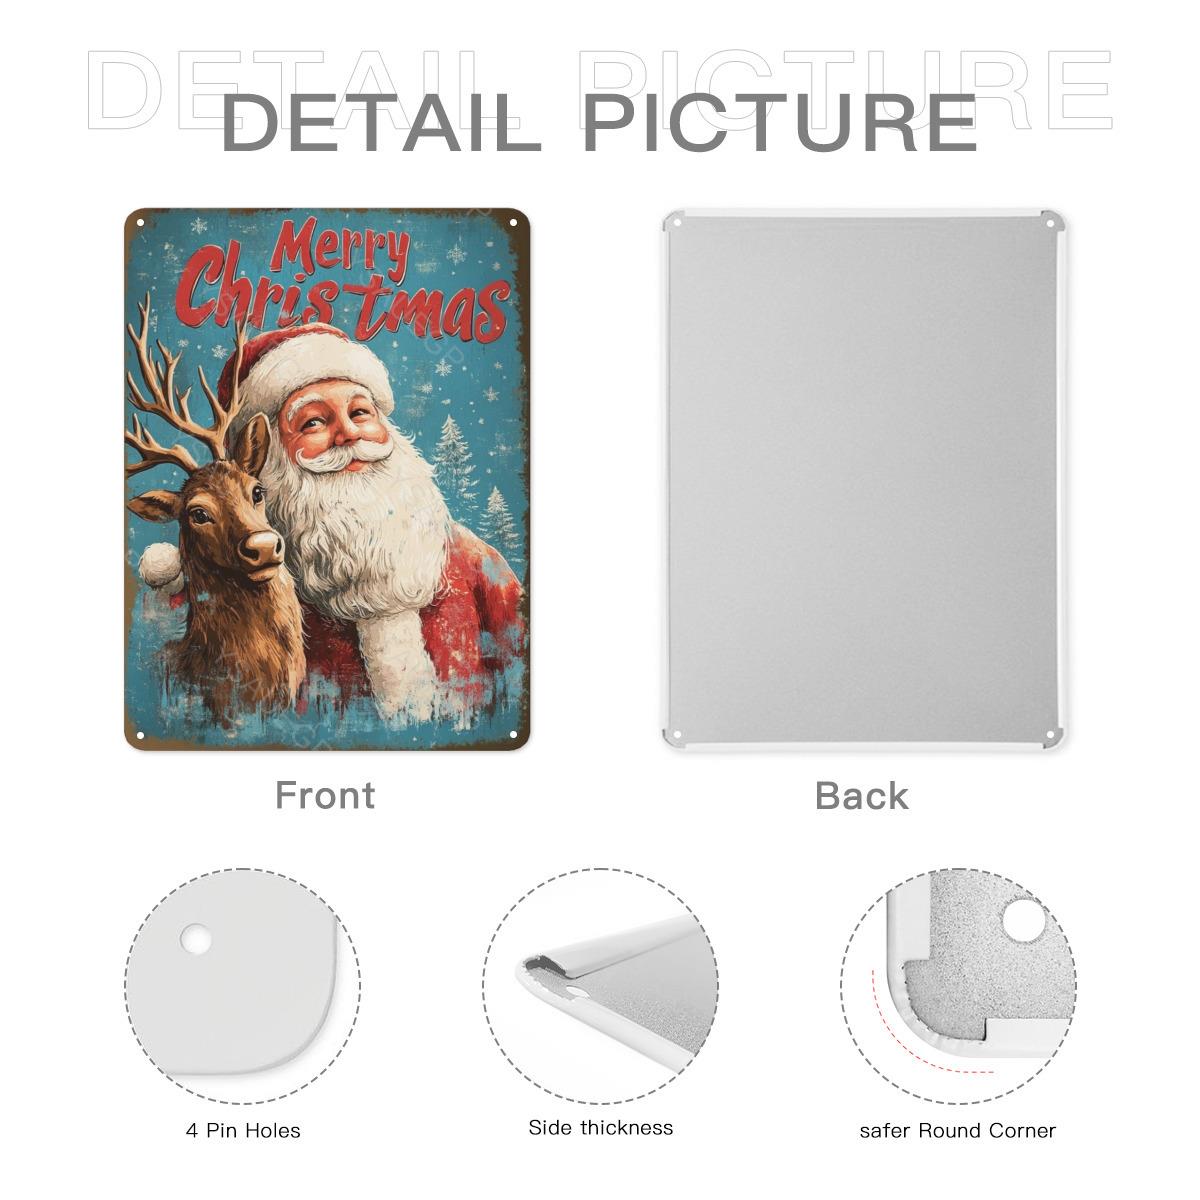 DETAIL PICTURE
DETAIL PICTURE
Merry
Christmas
Front
Back
4 Pin Holes
Side thickness
safer Round Corner